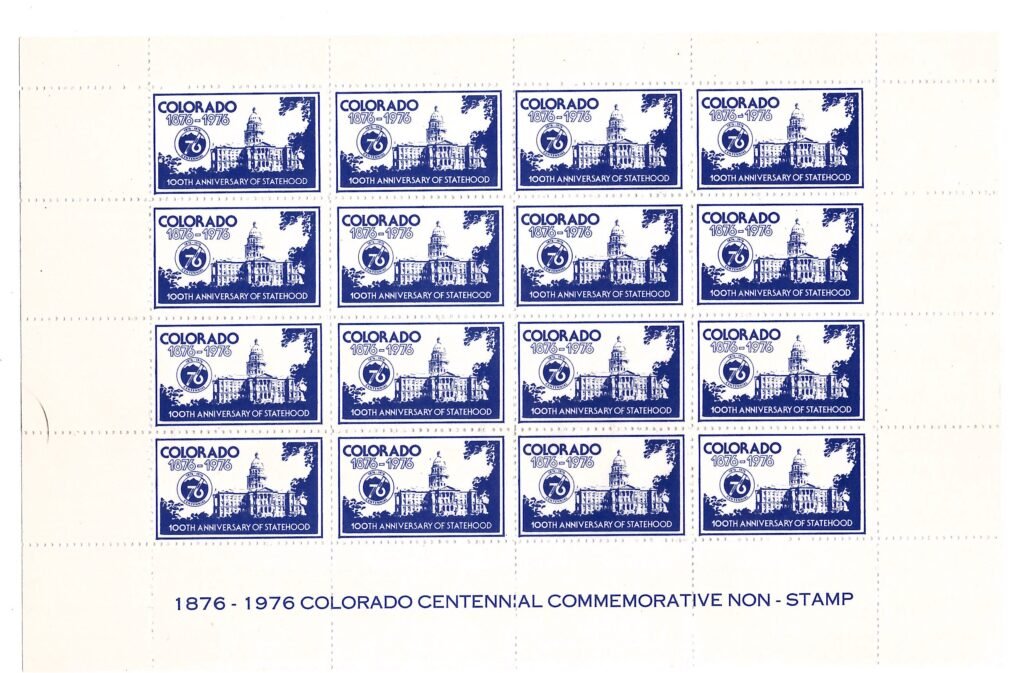 COLORADO
1876-1976
76
100TH ANNIVERSARY OF STATEHOOD
COLORADO
1876-1976
76
100TH ANNIVERSARY OF STATEHOOD
COLORADO
1876-1976
76
100TH ANNIVERSARY OF STATEHOOD
COLORADO
1876-1976
76
100TH ANNIVERSARY OF STATEHOOD
COLORADO
1876-1976
76
100TH ANNIVERSARY OF STATEHOOD
COLORADO
1876-1976
76
100TH ANNIVERSARY OF STATEHOOD
COLORADO
1876-1976
76
100TH ANNIVERSARY OF STATEHOOD
COLORADO
1876-1976
76
100TH ANNIVERSARY OF STATEHOOD
COLORADO
1876-1976
76
100TH ANNIVERSARY OF STATEHOOD
COLORADO
1876-1976
76
100TH ANNIVERSARY OF STATEHOOD
COLORADO
1876-1976
76
100TH ANNIVERSARY OF STATEHOOD
COLORADO
1876-1976
76
100TH ANNIVERSARY OF STATEHOOD
COLORADO
1876-1976
76
100TH ANNIVERSARY OF STATEHOOD
COLORADO
1876-1976
76
100TH ANNIVERSARY OF STATEHOOD
COLORADO
1876-1976
76
100TH ANNIVERSARY OF STATEHOOD
COLORADO
1876-1976
76
100TH ANNIVERSARY OF STATEHOOD
1876 - 1976 COLORADO CENTENNIAL COMMEMORATIVE NON - STAMP